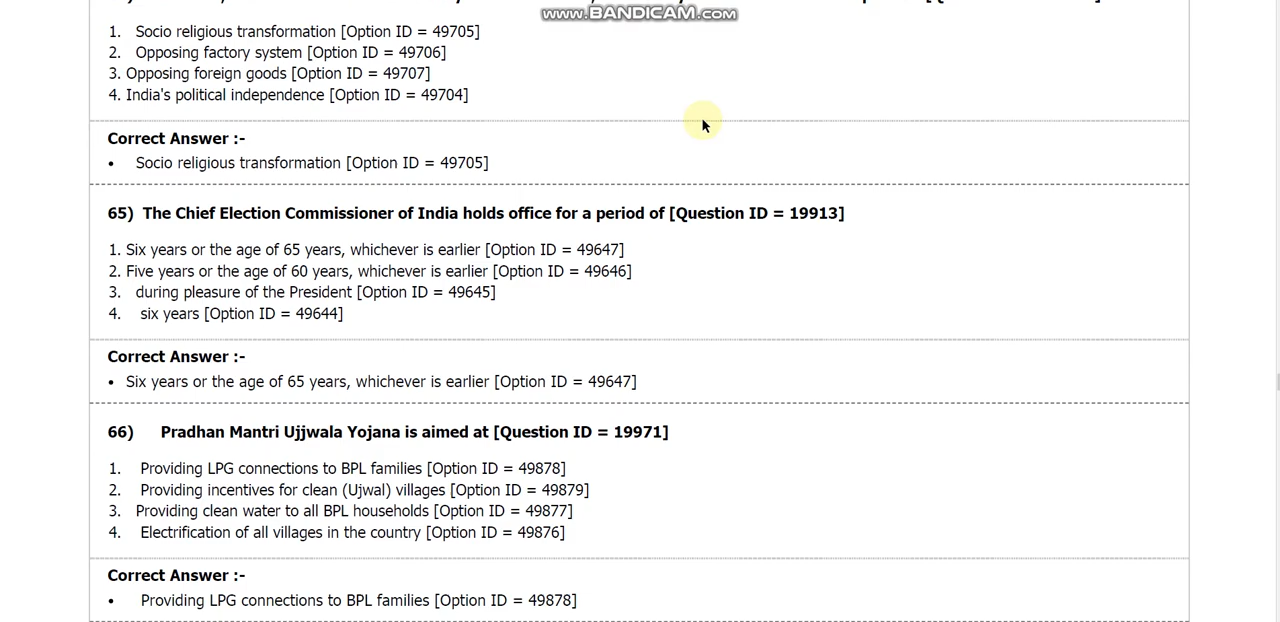 www.BANDICAM.com
1. Socio religious transformation [Option ID = 49705]
2. Opposing factory system [Option ID = 49706]
3. Opposing foreign goods [Option ID = 49707]
4. India's political independence [Option ID = 49704]
Correct Answer :-
• Socio religious transformation [Option ID = 49705]
65) The Chief Election Commissioner of India holds office for a period of [Question ID = 19913]
1. Six years or the age of 65 years, whichever is earlier [Option ID = 49647]
2. Five years or the age of 60 years, whichever is earlier [Option ID = 49646]
3. during pleasure of the President [Option ID = 49645]
4. six years [Option ID = 49644]
Correct Answer :-
• Six years or the age of 65 years, whichever is earlier [Option ID = 49647]
66) Pradhan Mantri Ujjwala Yojana is aimed at [Question ID = 19971]
1. Providing LPG connections to BPL families [Option ID = 49878]
2. Providing incentives for clean (Ujwal) villages [Option ID = 49879]
3. Providing clean water to all BPL households [Option ID = 49877]
4. Electrification of all villages in the country [Option ID = 49876]
Correct Answer :-
• Providing LPG connections to BPL families [Option ID = 49878]